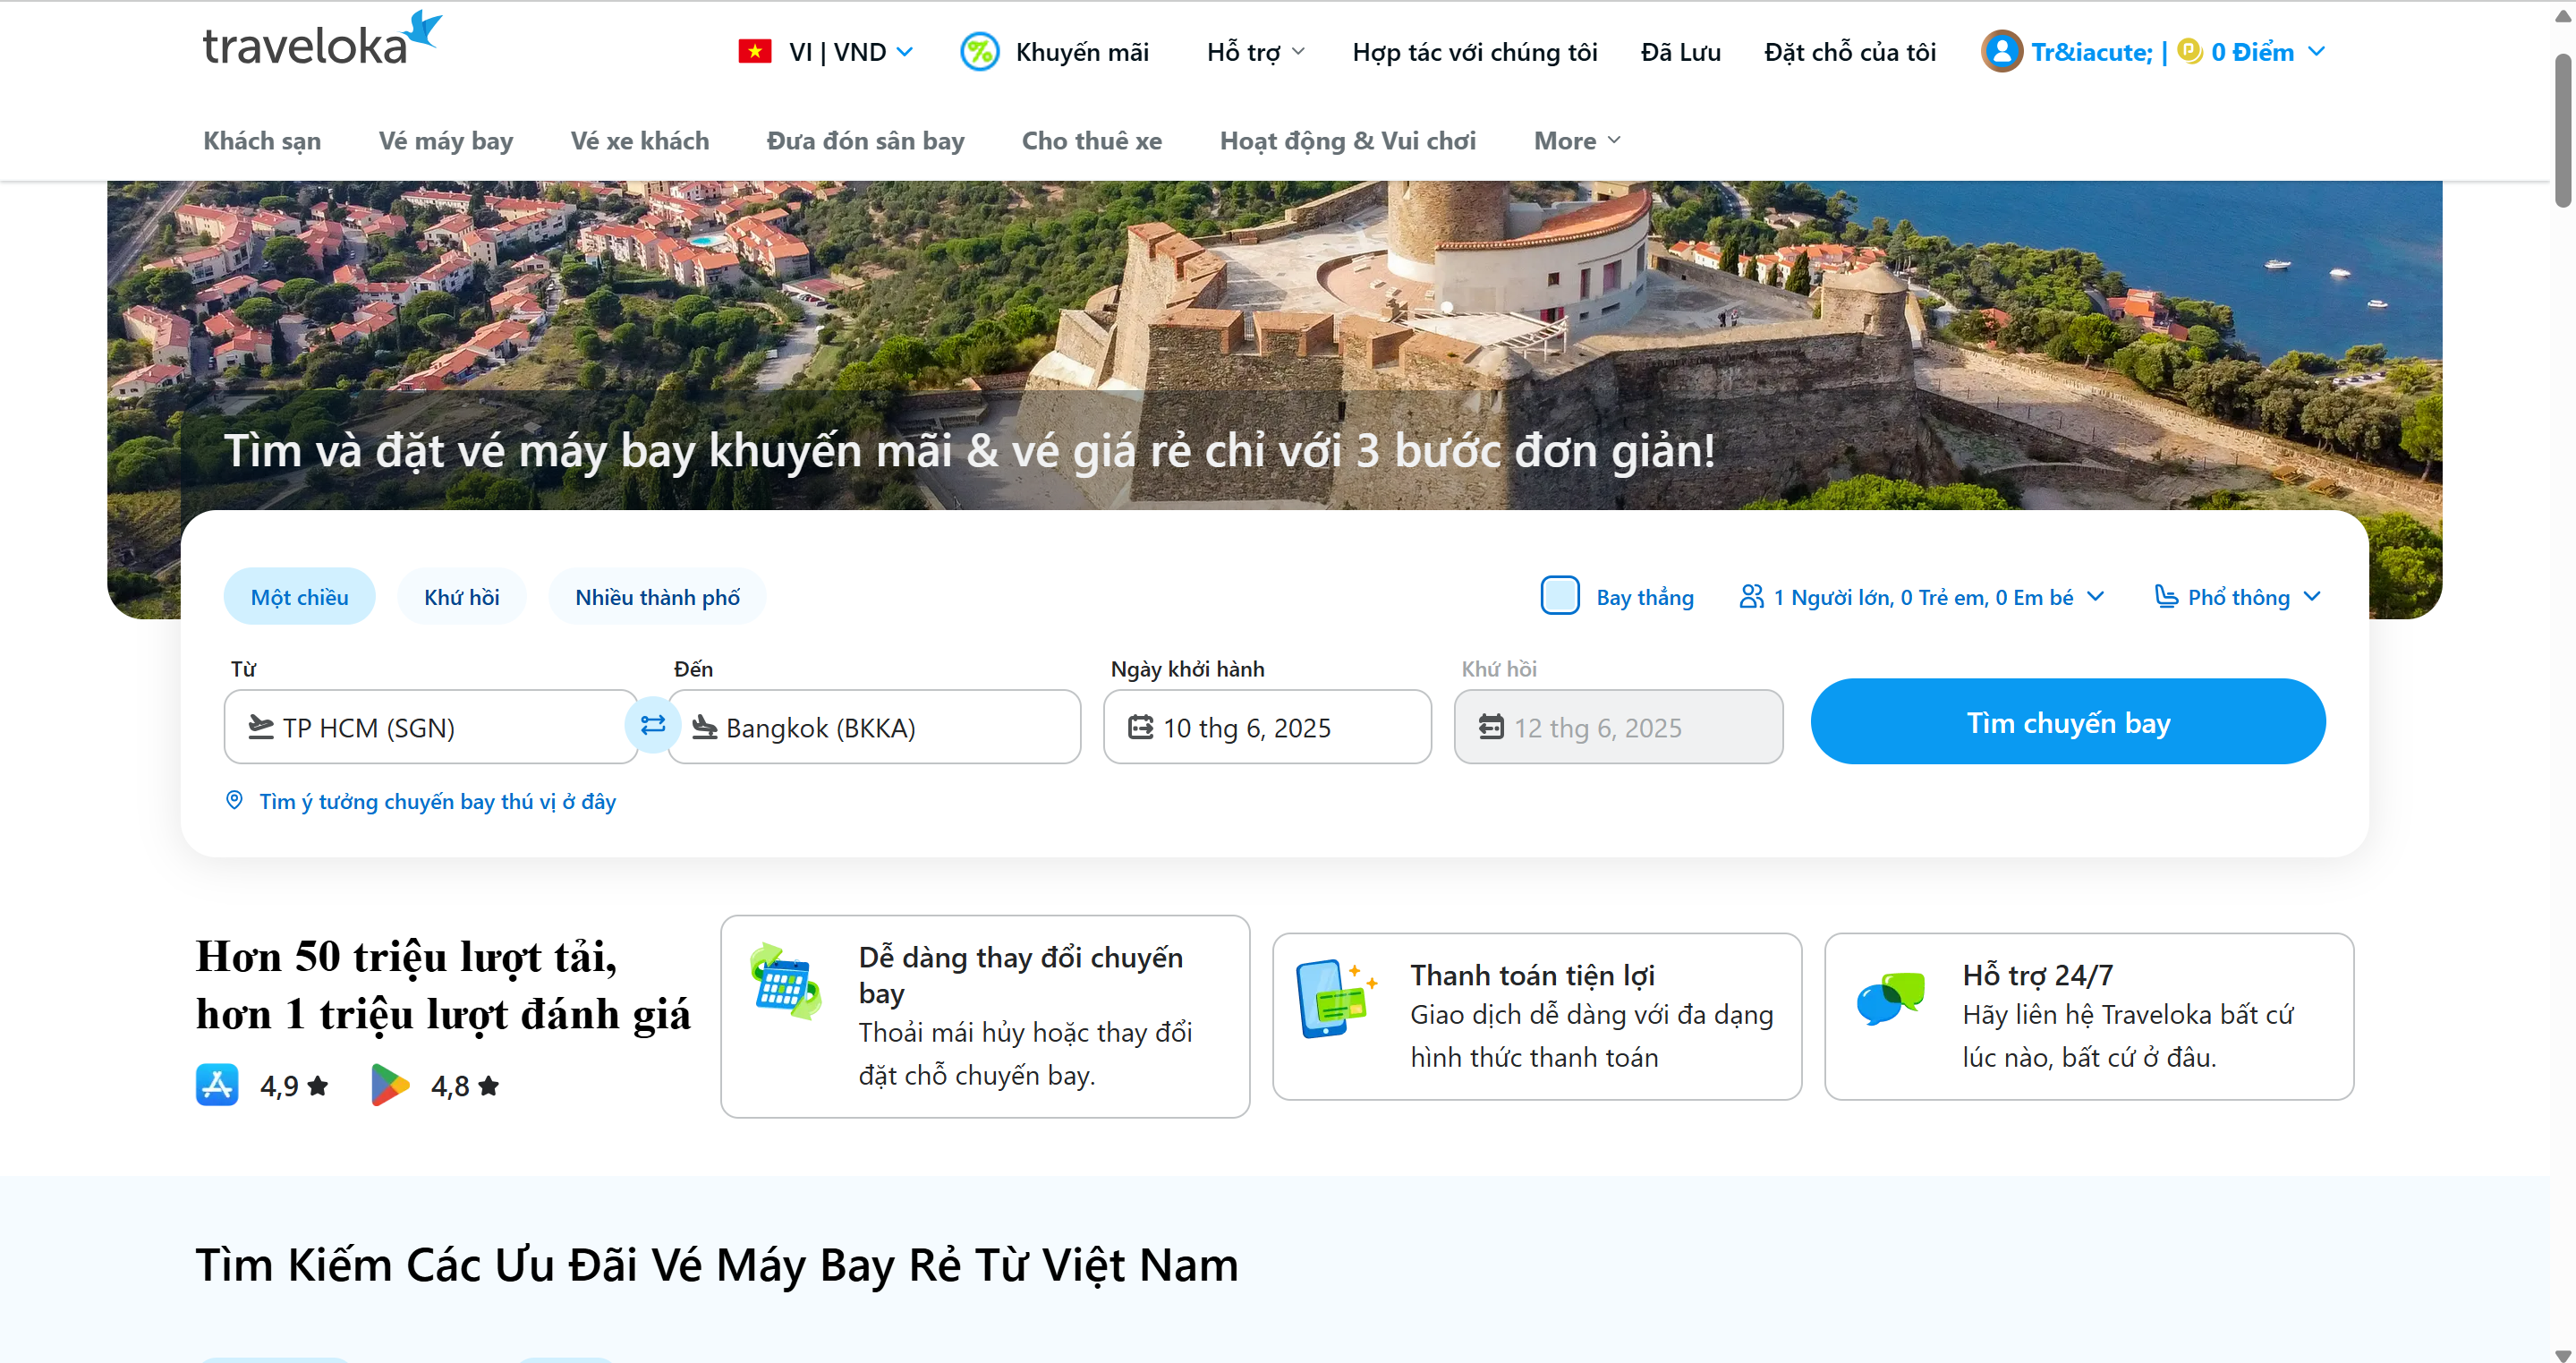 traveloka
VI | VND
Khuyến mãi
Hỗ trợ
Hợp tác với chúng tôi
Đã Lưu
Đặt chỗ của tôi
Tr&iacute; | 0 Điểm
Khách sạn
Vé máy bay
Vé xe khách
Đưa đón sân bay
Cho thuê xe
Hoạt động & Vui chơi
More
Tìm và đặt vé máy bay khuyến mãi & vé giá rẻ chỉ với 3 bước đơn giản!
Một chiều
Khứ hồi
Nhiều thành phố
Bay thẳng
1 Người lớn, 0 Trẻ em, 0 Em bé
Phổ thông
Từ
Đến
Ngày khởi hành
Khứ hồi
TP HCM (SGN)
Bangkok (BKKA)
10 thg 6, 2025
12 thg 6, 2025
Tìm chuyến bay
Tìm ý tưởng chuyến bay thú vị ở đây
Hơn 50 triệu lượt tải,
hơn 1 triệu lượt đánh giá
4,9
4,8
Dễ dàng thay đổi chuyến
bay
Thoải mái hủy hoặc thay đổi
đặt chỗ chuyến bay.
Thanh toán tiện lợi
Giao dịch dễ dàng với đa dạng
hình thức thanh toán
Hỗ trợ 24/7
Hãy liên hệ Traveloka bất cứ
lúc nào, bất cứ ở đâu.
Tìm Kiếm Các Ưu Đãi Vé Máy Bay Rẻ Từ Việt Nam